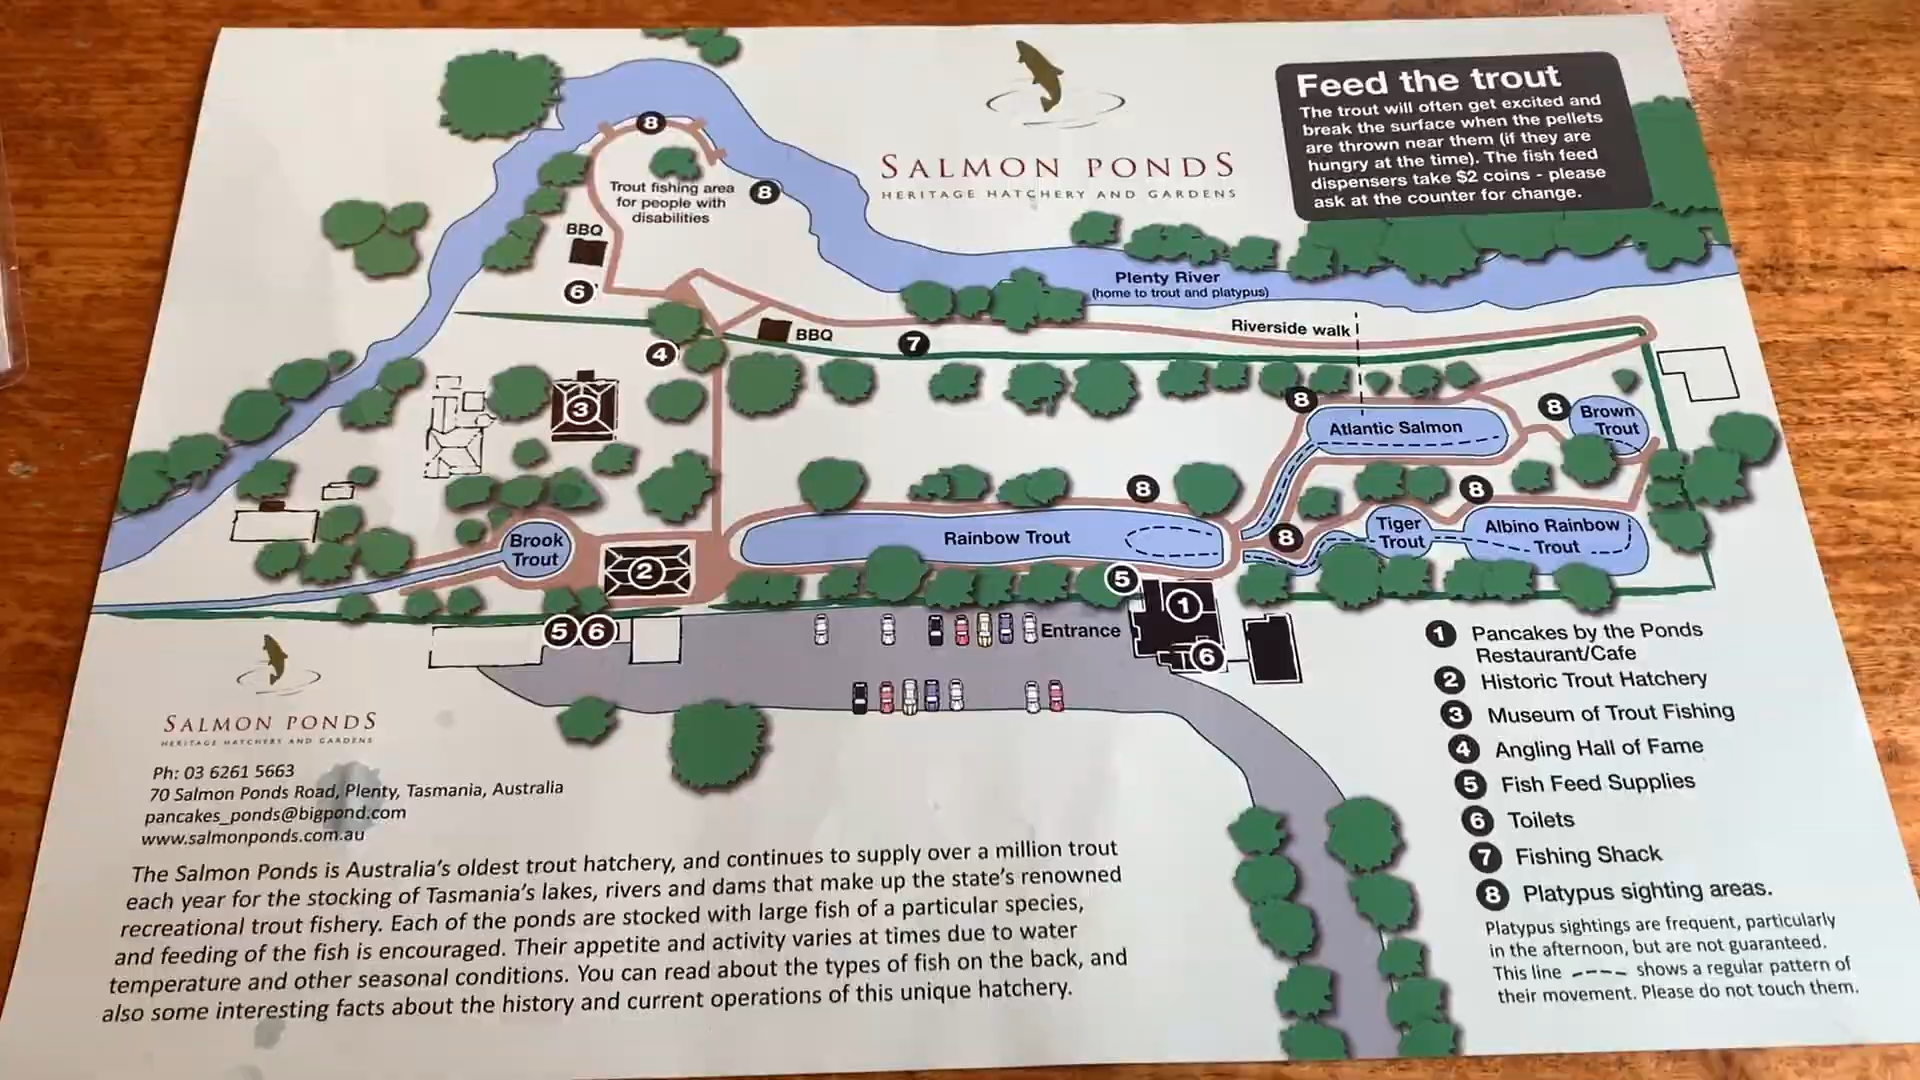 SALMON PONDS
HERITAGE HATCHERY AND GARDENS
Feed the trout
The trout will often get excited and
break the surface when the pellets
are thrown near them (if they are
hungry at the time). The fish feed
dispensers take $2 coins - please
ask at the counter for change.
8
Trout fishing area
for people with
disabilities
8
BBQ
6
Plenty River
(home to trout and platypus)
BBQ
Riverside walk
7
4
3
8
Atlantic Salmon
8
Brown
Trout
8
8
Brook
Trout
2
Rainbow Trout
8
Tiger
Trout
Albino Rainbow
Trout
5
1
5 6
Entrance
6
1 Pancakes by the Ponds
Restaurant/Cafe
2 Historic Trout Hatchery
3 Museum of Trout Fishing
4 Angling Hall of Fame
5 Fish Feed Supplies
6 Toilets
7 Fishing Shack
8 Platypus sighting areas.
Platypus sightings are frequent, particularly
in the afternoon, but are not guaranteed.
This line ---- shows a regular pattern of
their movement. Please do not touch them.
SALMON PONDS
HERITAGE HATCHERY AND GARDENS
Ph: 03 6261 5663
70 Salmon Ponds Road, Plenty, Tasmania, Australia
pancakes_ponds@bigpond.com
www.salmonponds.com.au
The Salmon Ponds is Australia's oldest trout hatchery, and continues to supply over a million trout
each year for the stocking of Tasmania's lakes, rivers and dams that make up the state's renowned
recreational trout fishery. Each of the ponds are stocked with large fish of a particular species,
and feeding of the fish is encouraged. Their appetite and activity varies at times due to water
temperature and other seasonal conditions. You can read about the types of fish on the back, and
also some interesting facts about the history and current operations of this unique hatchery.